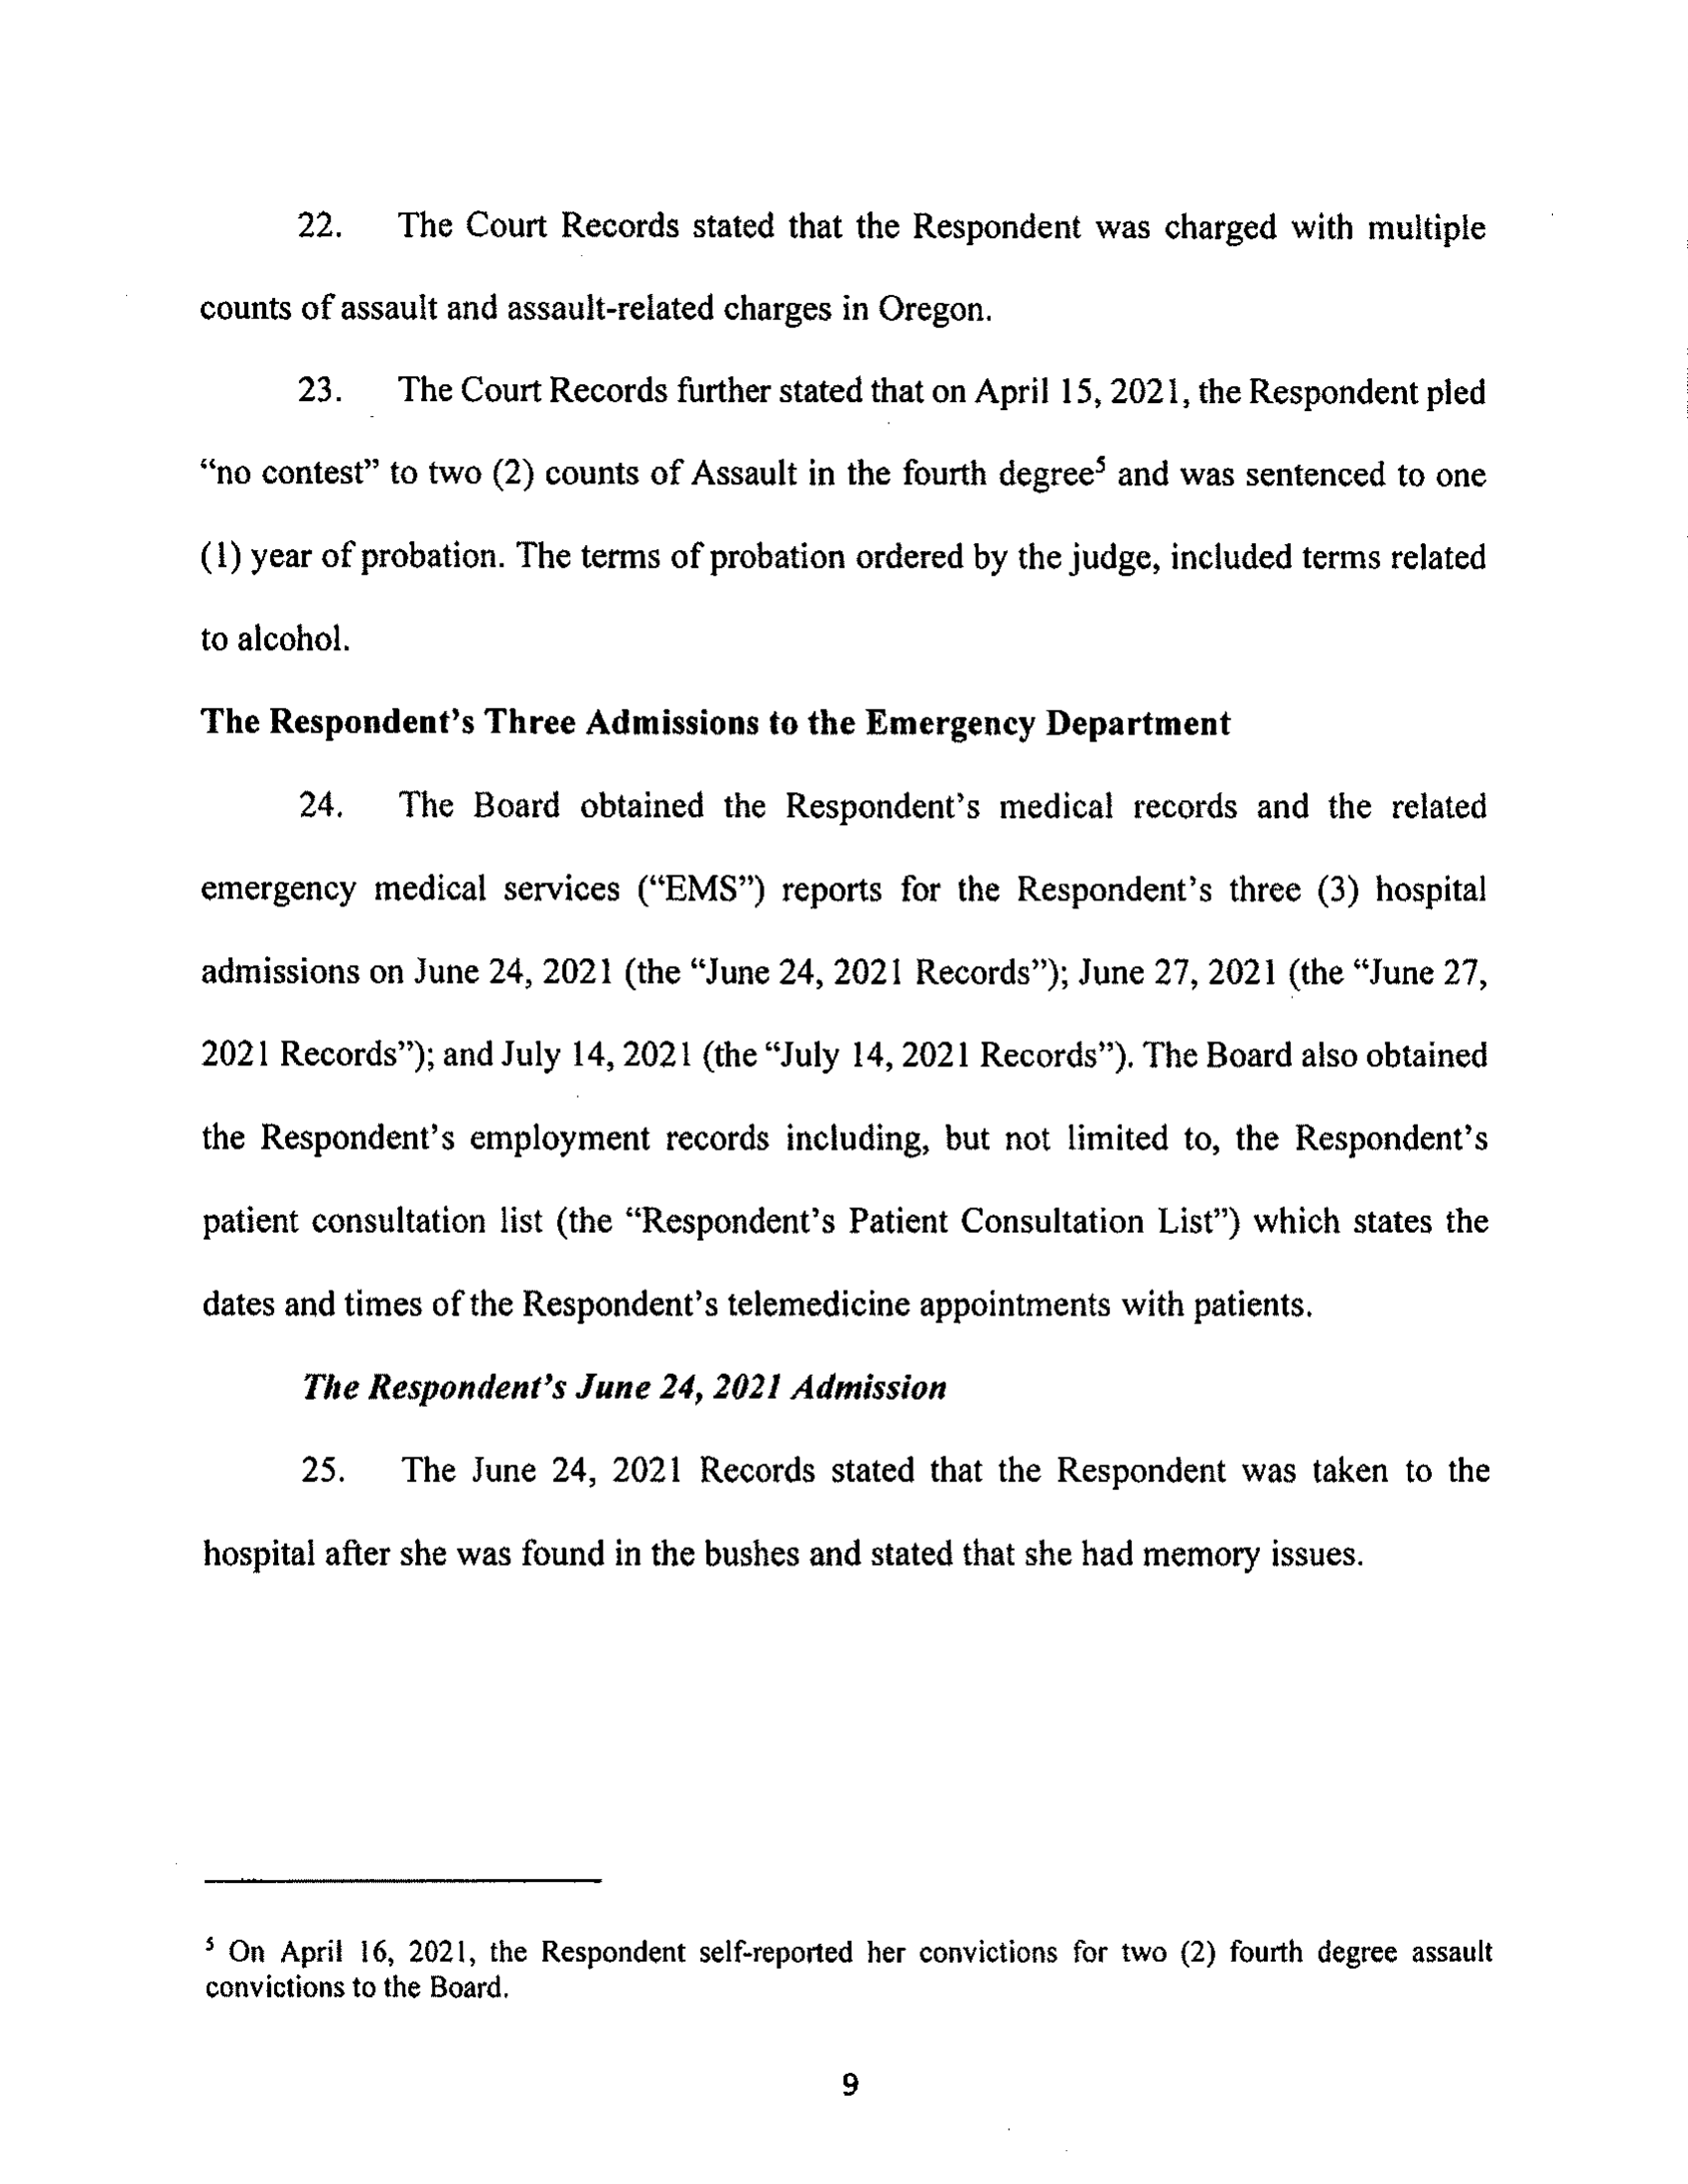 22. The Court Records stated that the Respondent was charged with multiple
counts of assault and assault-related charges in Oregon.
23. The Court Records further stated that on April 15, 2021, the Respondent pled
“no contest” to two (2) counts of Assault in the fourth degree⁵ and was sentenced to one
(1) year of probation. The terms of probation ordered by the judge, included terms related
to alcohol.
The Respondent’s Three Admissions to the Emergency Department
24. The Board obtained the Respondent’s medical records and the related
emergency medical services (“EMS”) reports for the Respondent’s three (3) hospital
admissions on June 24, 2021 (the “June 24, 2021 Records”); June 27, 2021 (the “June 27,
2021 Records”); and July 14, 2021 (the “July 14, 2021 Records”). The Board also obtained
the Respondent’s employment records including, but not limited to, the Respondent’s
patient consultation list (the “Respondent’s Patient Consultation List”) which states the
dates and times of the Respondent’s telemedicine appointments with patients.
The Respondent’s June 24, 2021 Admission
25. The June 24, 2021 Records stated that the Respondent was taken to the
hospital after she was found in the bushes and stated that she had memory issues.
⁵ On April 16, 2021, the Respondent self-reported her convictions for two (2) fourth degree assault
convictions to the Board.
9